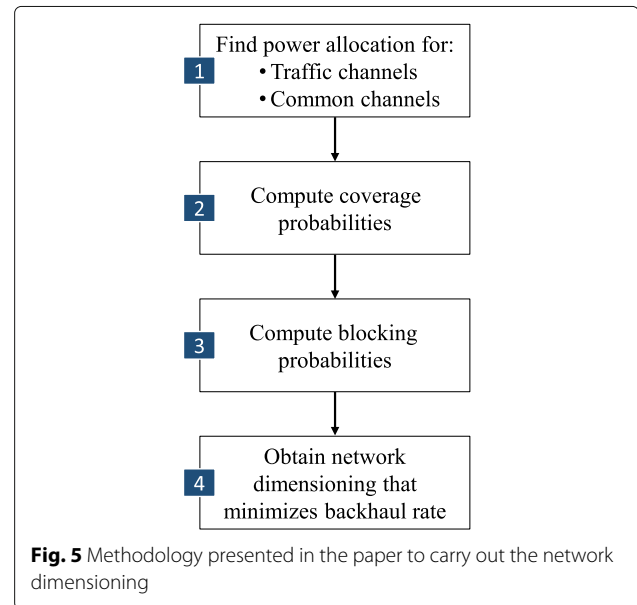 Find power allocation for:
1
• Traffic channels
• Common channels
2
Compute coverage
probabilities
3
Compute blocking
probabilities
Obtain network
4
dimensioning that
minimizes backhaul rate
Fig. 5 Methodology presented in the paper to carry out the network
dimensioning